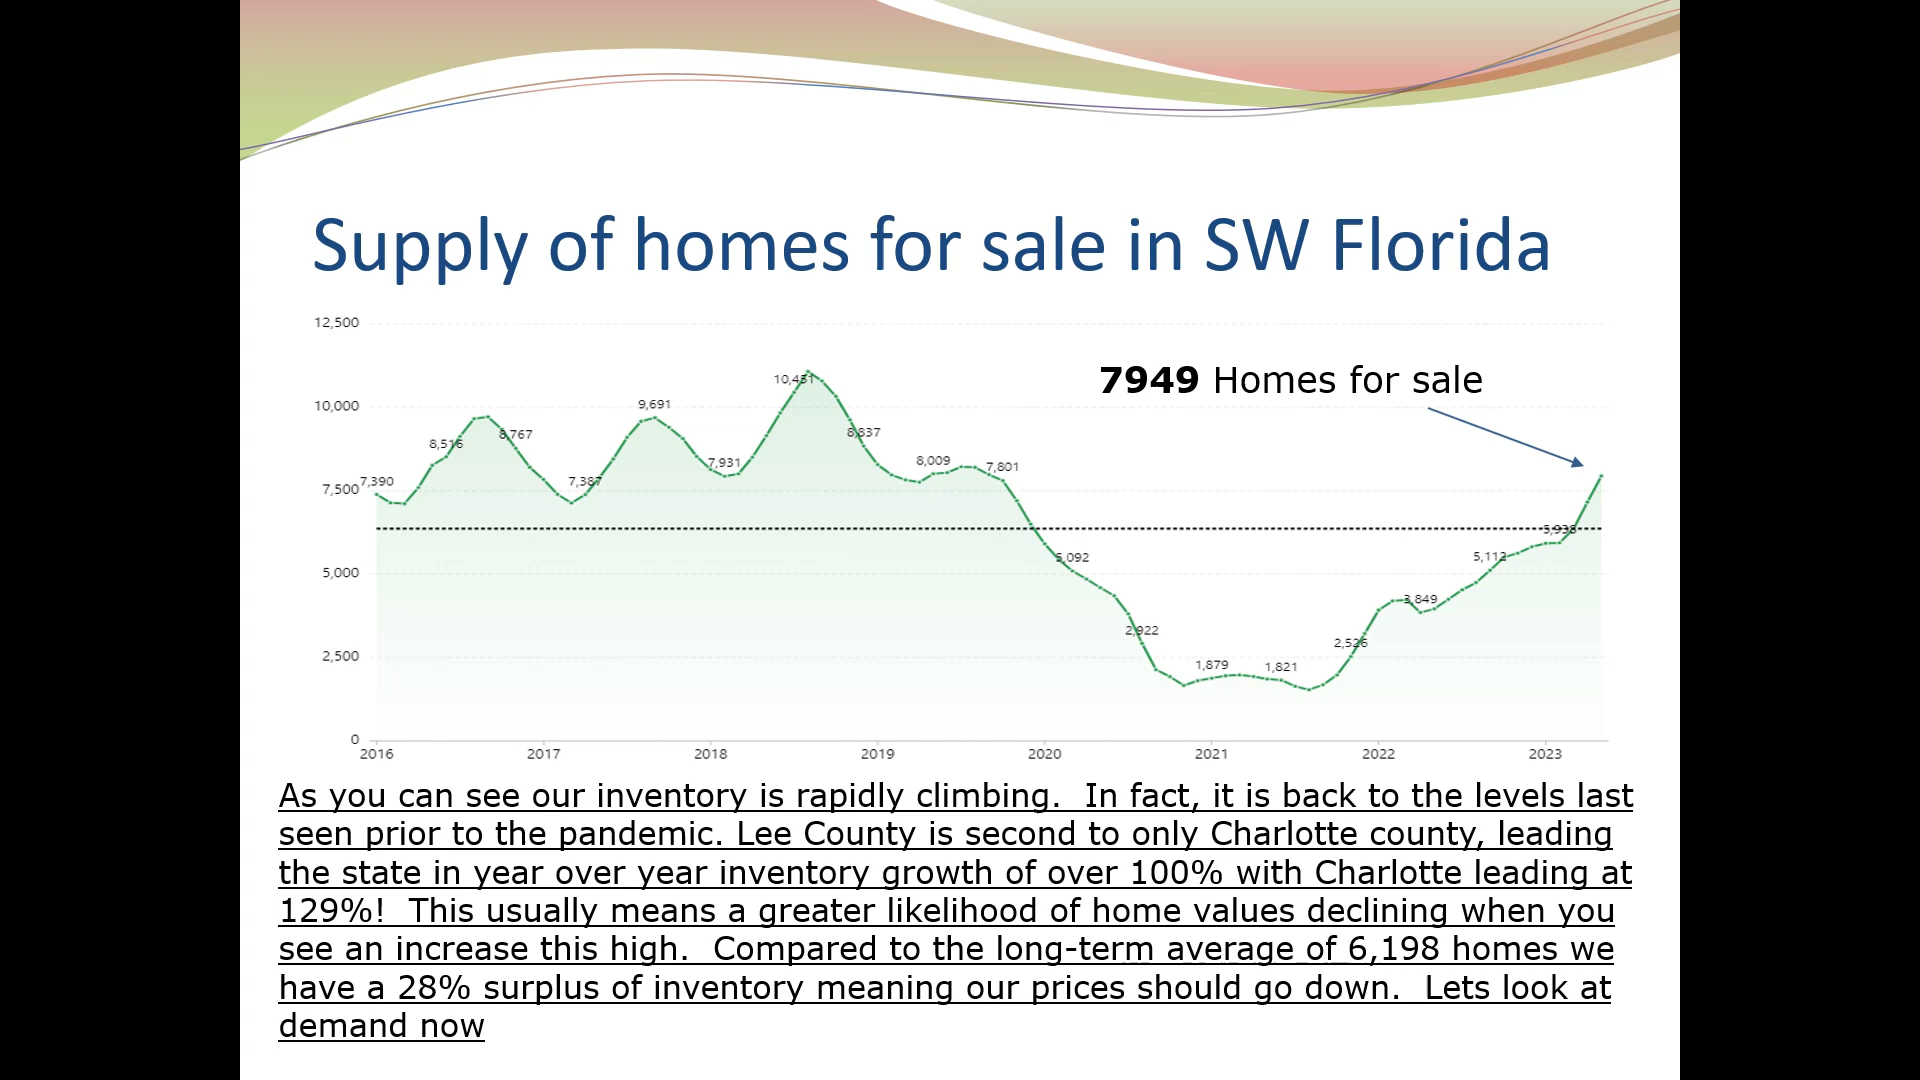 Supply of homes for sale in SW Florida
12,500
7949 Homes for sale
10,451
10,000
9,691
8,516
8,767
8,837
7,931
8,009
7,801
7,500
7,390
7,387
5,938
5,092
5,112
5,000
3,849
2,922
2,526
2,500
1,879
1,821
0
2016 2017 2018 2019 2020 2021 2022 2023
As you can see our inventory is rapidly climbing.  In fact, it is back to the levels last
seen prior to the pandemic. Lee County is second to only Charlotte county, leading
the state in year over year inventory growth of over 100% with Charlotte leading at
129%!  This usually means a greater likelihood of home values declining when you
see an increase this high.  Compared to the long-term average of 6,198 homes we
have a 28% surplus of inventory meaning our prices should go down.  Lets look at
demand now